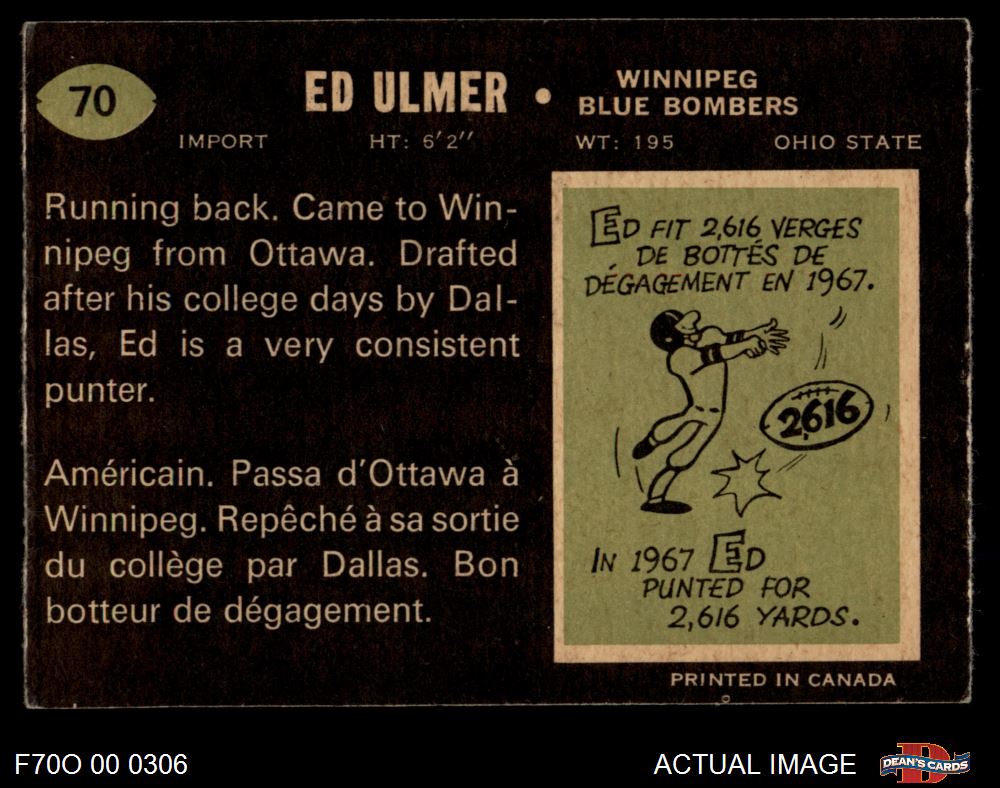 70
ED ULMER • WINNIPEG
BLUE BOMBERS
IMPORT HT: 6'2'' WT: 195 OHIO STATE
Running back. Came to Win-
nipeg from Ottawa. Drafted
after his college days by Dal-
las, Ed is a very consistent
punter.
Américain. Passa d'Ottawa à
Winnipeg. Repêché à sa sortie
du collège par Dallas. Bon
botteur de dégagement.
ED FIT 2,616 VERGES
DE BOTTÉS DE
DÉGAGEMENT EN 1967.
2616
IN 1967 ED
PUNTED FOR
2,616 YARDS.
PRINTED IN CANADA
F70O 00 0306
ACTUAL IMAGE
DEAN'S CARDS